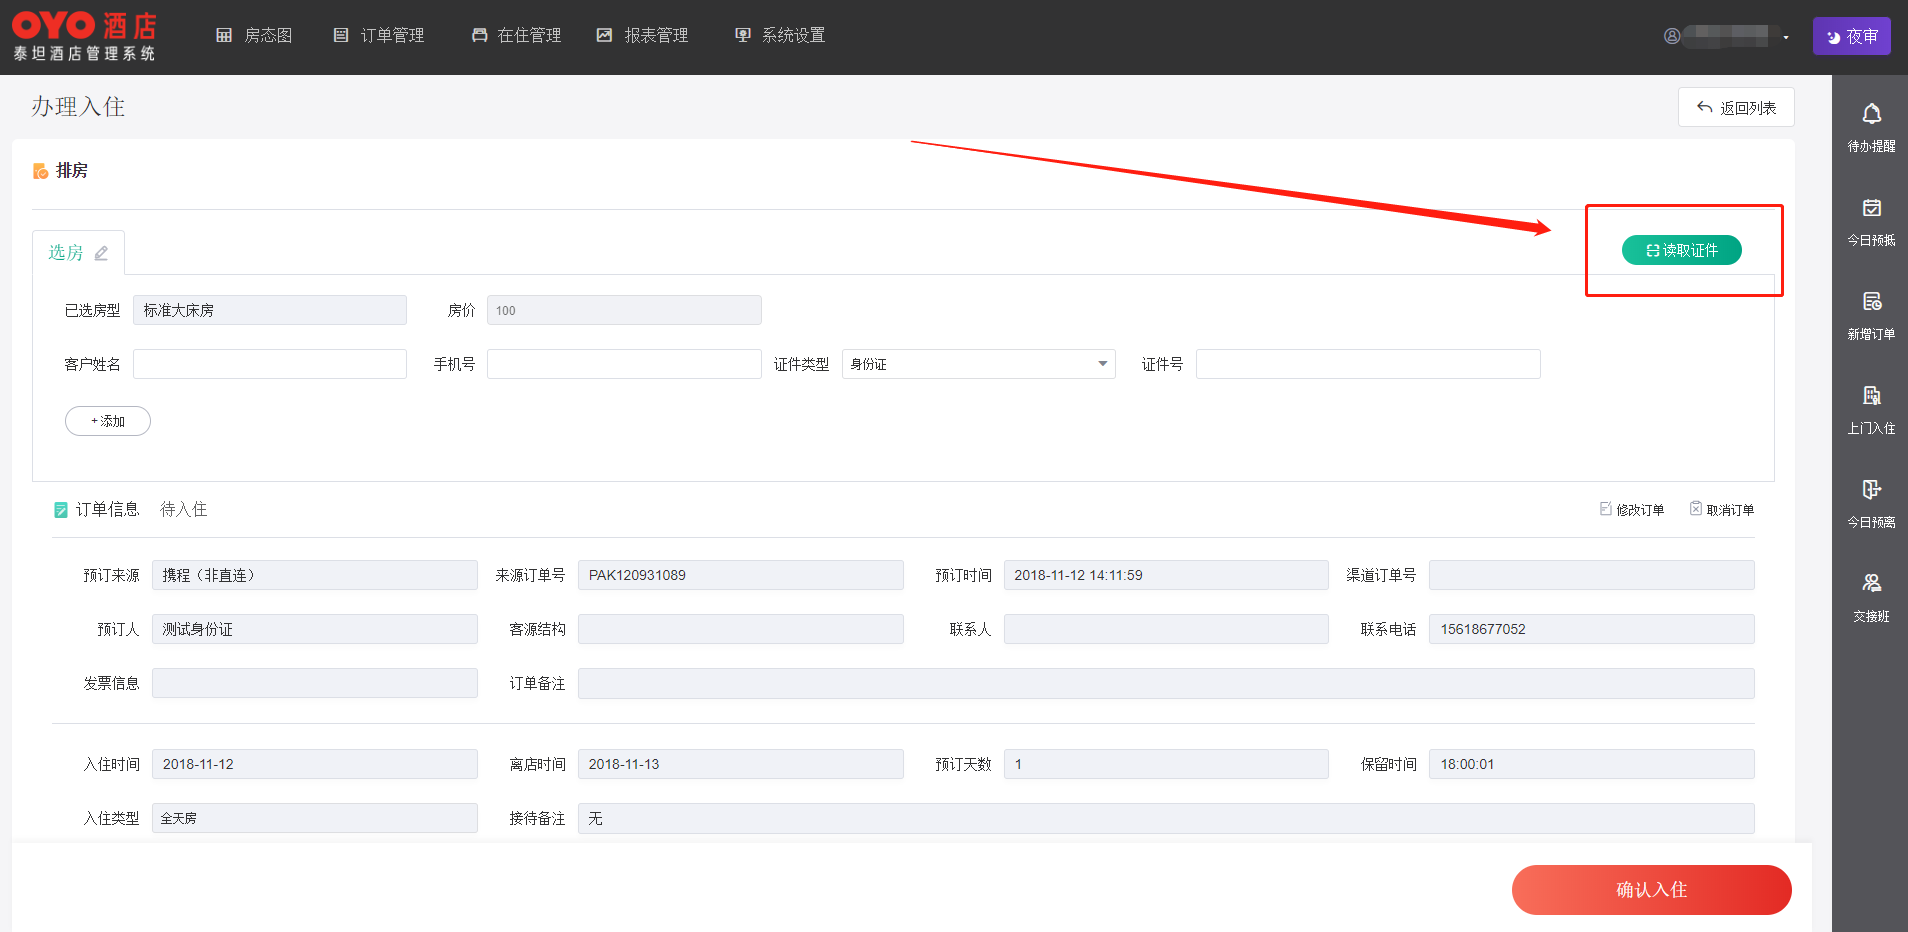 OYO 酒店
泰坦酒店管理系统
房态图 订单管理 在住管理 报表管理 系统设置
夜审
办理入住
返回列表
排房
选房
读取证件
已选房型 标准大床房 房价 100
客户姓名 手机号 证件类型 身份证 证件号
+ 添加
订单信息 待入住 修改订单 取消订单
预订来源 携程（非直连） 来源订单号 PAK120931089 预订时间 2018-11-12 14:11:59 渠道订单号
预订人 测试身份证 客源结构 联系人 联系电话 15618677052
发票信息 订单备注
入住时间 2018-11-12 离店时间 2018-11-13 预订天数 1 保留时间 18:00:01
入住类型 全天房 接待备注 无
确认入住
待办提醒
今日预抵
新增订单
上门入住
今日预离
交接班